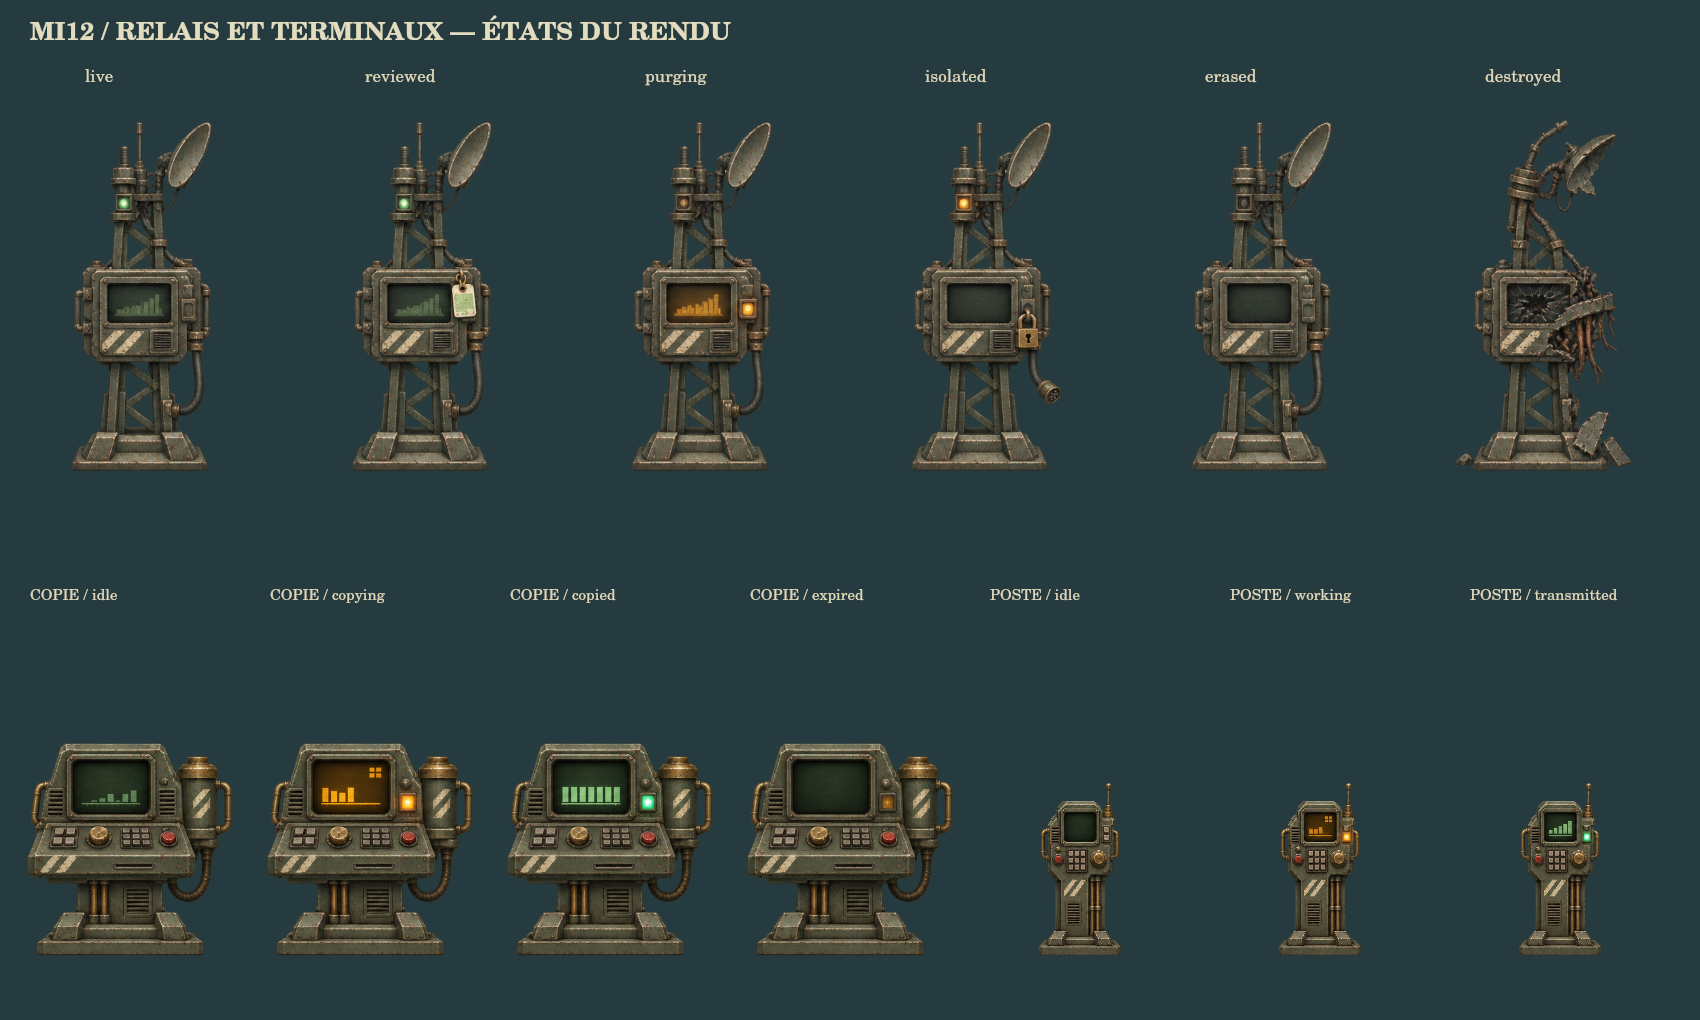 MI12 / RELAIS ET TERMINAUX — ÉTATS DU RENDU
live reviewed purging isolated erased destroyed
COPIE / idle COPIE / copying COPIE / copied COPIE / expired POSTE / idle POSTE / working POSTE / transmitted